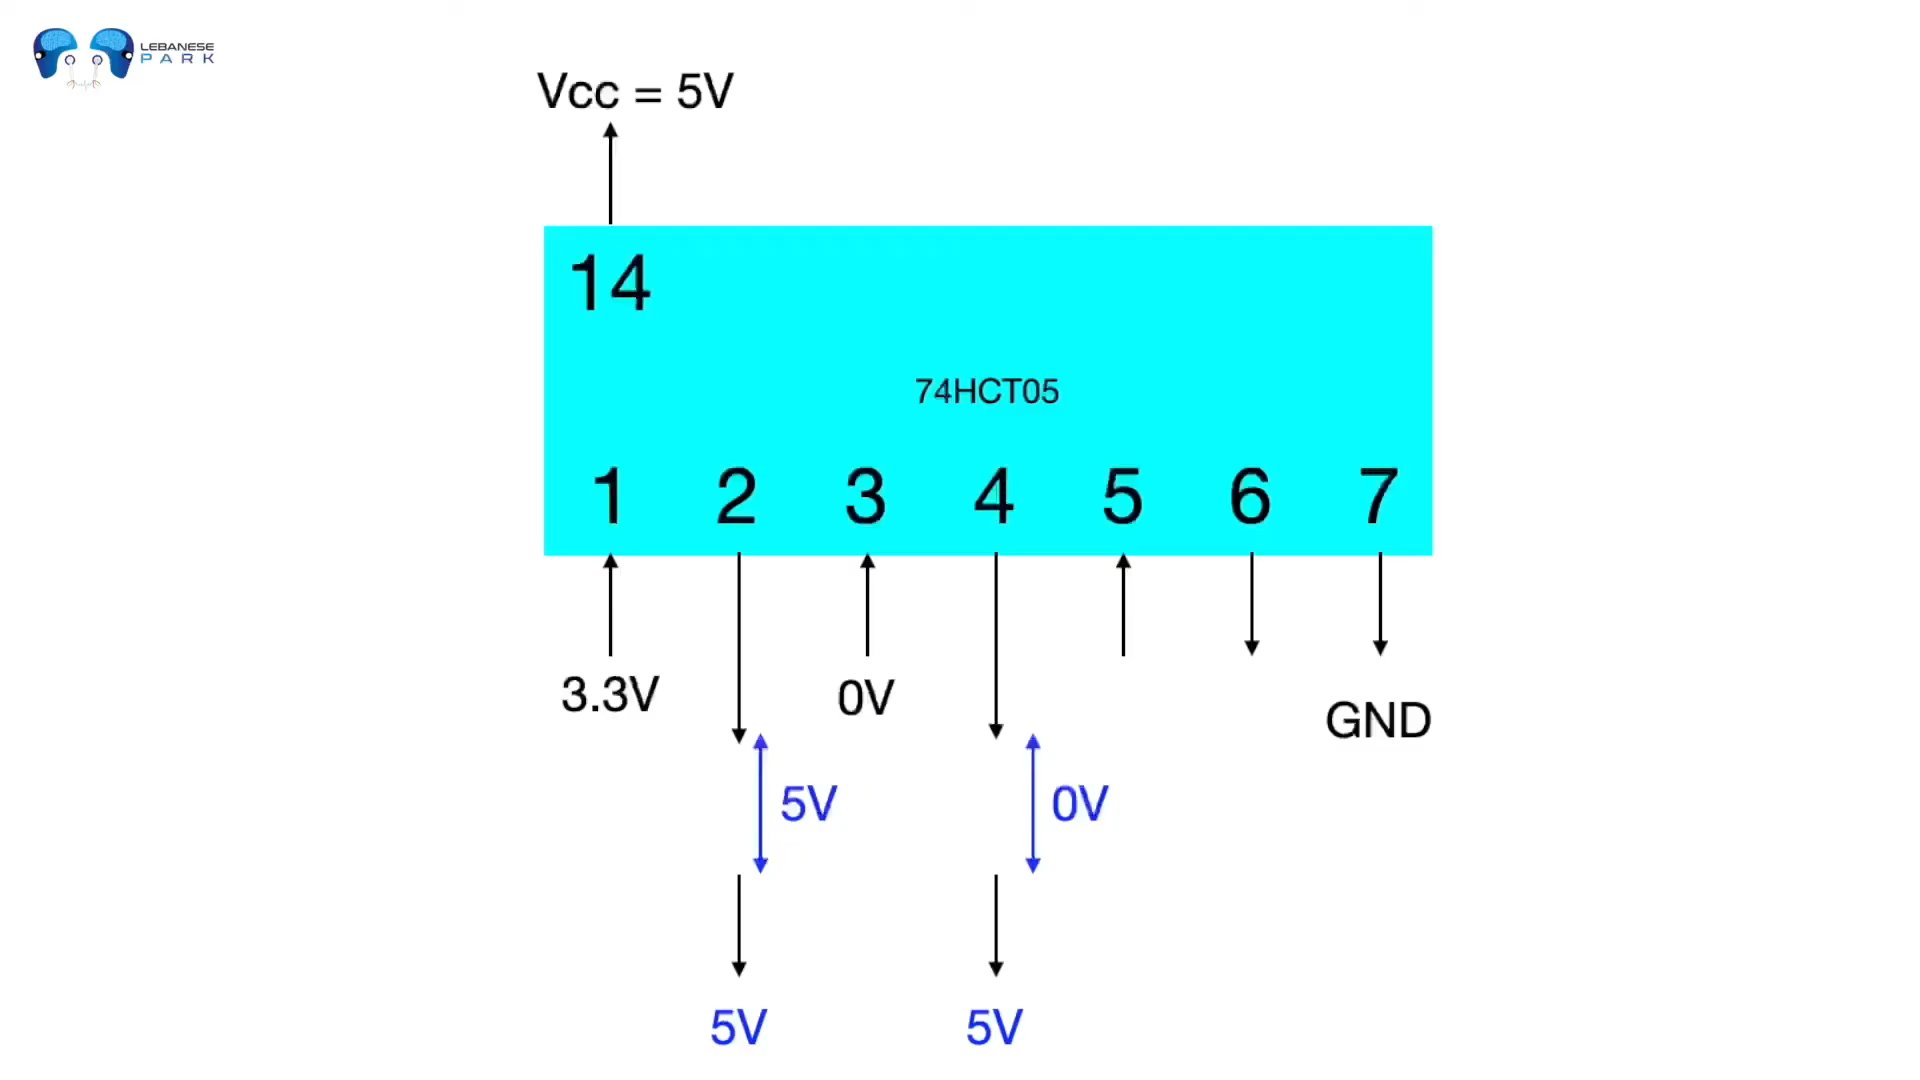 LEBANESE
PARK
Vcc = 5V
14
74HCT05
1 2 3 4 5 6 7
3.3V
0V
GND
5V
0V
5V
5V